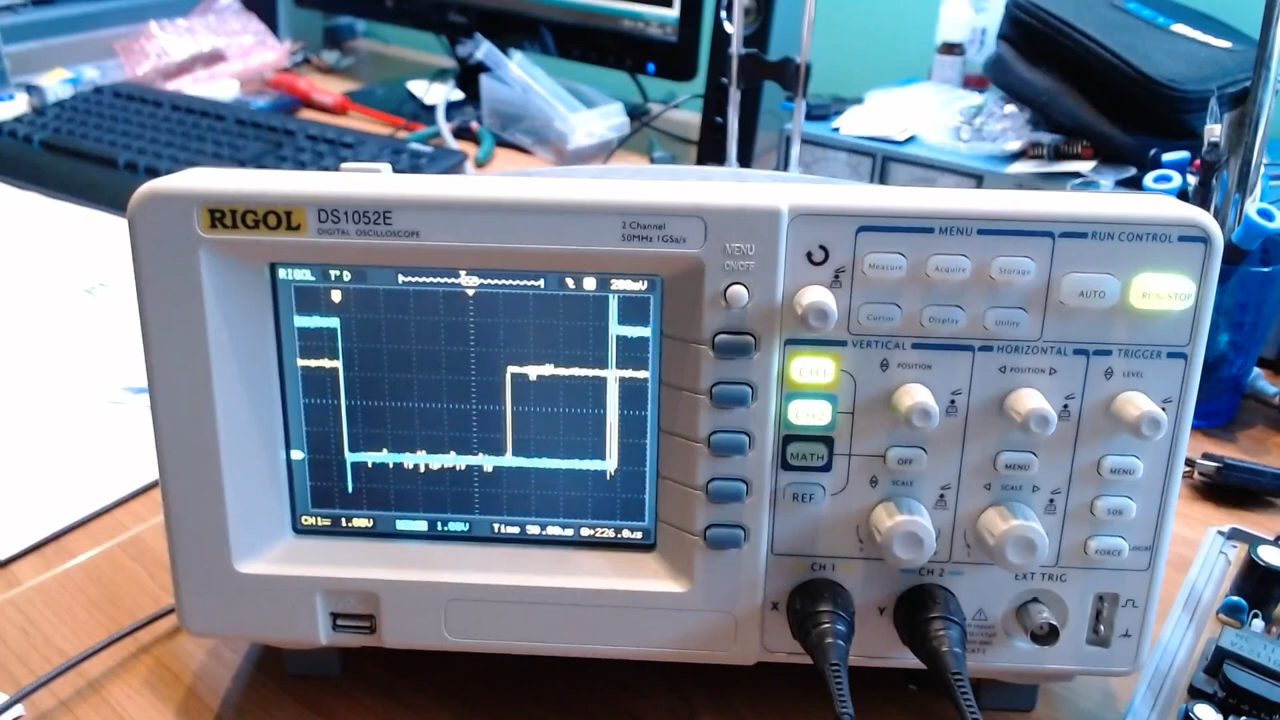 RIGOL DS1052E
DIGITAL OSCILLOSCOPE
2 Channel
50MHz 1GSa/s
MENU
ON/OFF
RIGOL T'D 200mV
CH1 1.00V 1.00V Time 50.00us +226.0us
MENU
Measure Acquire Storage
Cursor Display Utility
RUN CONTROL
AUTO RUN/STOP
VERTICAL
POSITION
CH1
CH2
MATH
REF
OFF
SCALE
HORIZONTAL
POSITION
MENU
SCALE
TRIGGER
LEVEL
MENU
50%
FORCE
Local
CH 1 CH 2 EXT TRIG
X Y